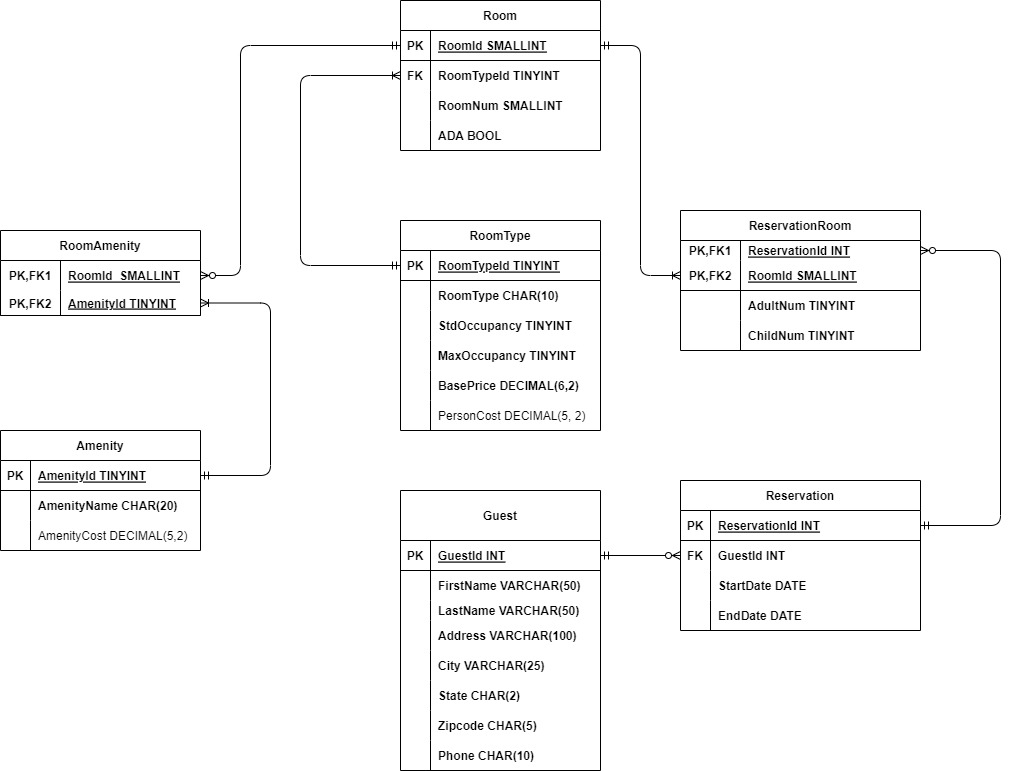 Room
PK RoomId SMALLINT
FK RoomTypeId TINYINT
RoomNum SMALLINT
ADA BOOL
RoomAmenity
PK,FK1 RoomId SMALLINT
PK,FK2 AmenityId TINYINT
RoomType
PK RoomTypeId TINYINT
RoomType CHAR(10)
StdOccupancy TINYINT
MaxOccupancy TINYINT
BasePrice DECIMAL(6,2)
PersonCost DECIMAL(5, 2)
ReservationRoom
PK,FK1 ReservationId INT
PK,FK2 RoomId SMALLINT
AdultNum TINYINT
ChildNum TINYINT
Amenity
PK AmenityId TINYINT
AmenityName CHAR(20)
AmenityCost DECIMAL(5,2)
Guest
PK GuestId INT
FirstName VARCHAR(50)
LastName VARCHAR(50)
Address VARCHAR(100)
City VARCHAR(25)
State CHAR(2)
Zipcode CHAR(5)
Phone CHAR(10)
Reservation
PK ReservationId INT
FK GuestId INT
StartDate DATE
EndDate DATE